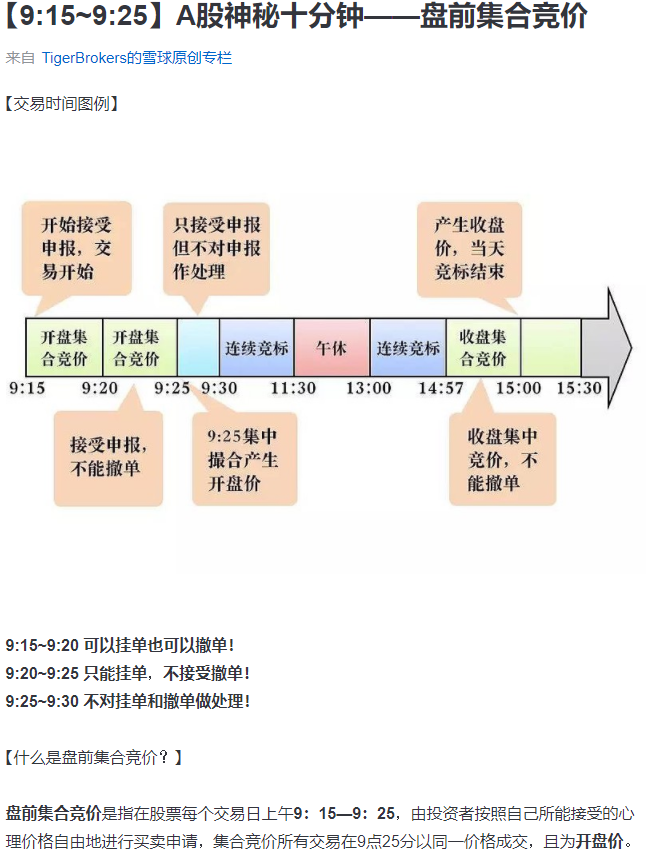 【9:15~9:25】A股神秘十分钟——盘前集合竞价
来自 TigerBrokers的雪球原创专栏
【交易时间图例】
开始接受
申报，交
易开始
只接受申报
但不对申报
作处理
产生收盘
价，当天
竞标结束
开盘集
合竞价
开盘集
合竞价
连续竞标
午休
连续竞标
收盘集
合竞价
9:15 9:20 9:25 9:30 11:30 13:00 14:57 15:00 15:30
接受申报，
不能撤单
9:25集中
撮合产生
开盘价
收盘集中
竞价，不
能撤单
9:15~9:20 可以挂单也可以撤单！
9:20~9:25 只能挂单，不接受撤单！
9:25~9:30 不对挂单和撤单做处理！
【什么是盘前集合竞价？】
盘前集合竞价是指在股票每个交易日上午9：15—9：25，由投资者按照自己所能接受的心
理价格自由地进行买卖申请，集合竞价所有交易在9点25分以同一价格成交，且为开盘价。